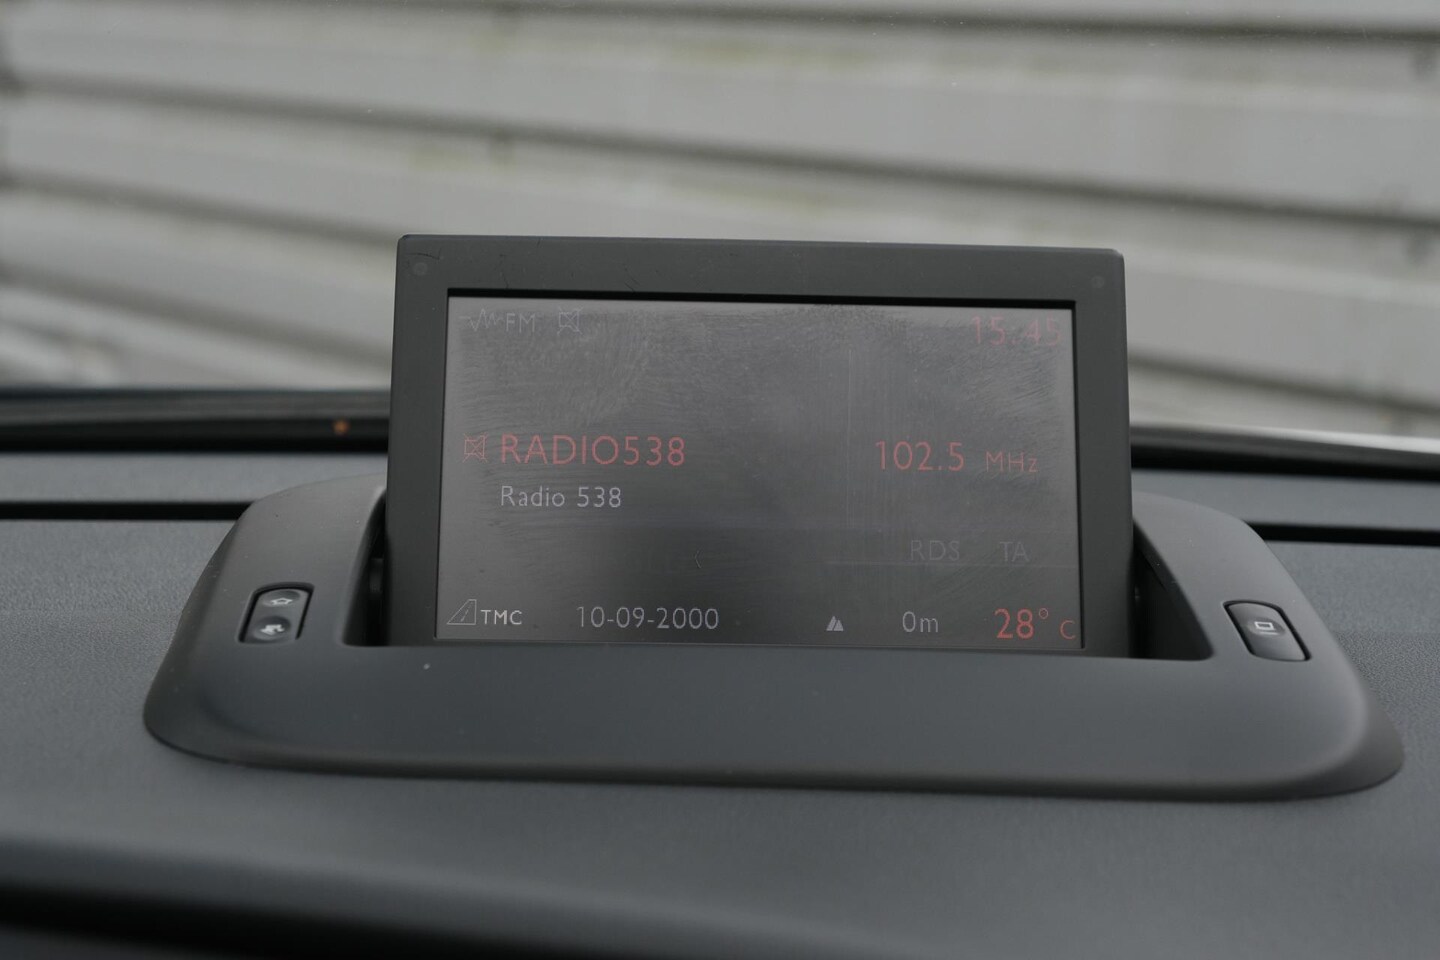 FM 15:45
RADIO538 102.5 MHz
Radio 538
RDS TA
TMC 10-09-2000 0m 28° C